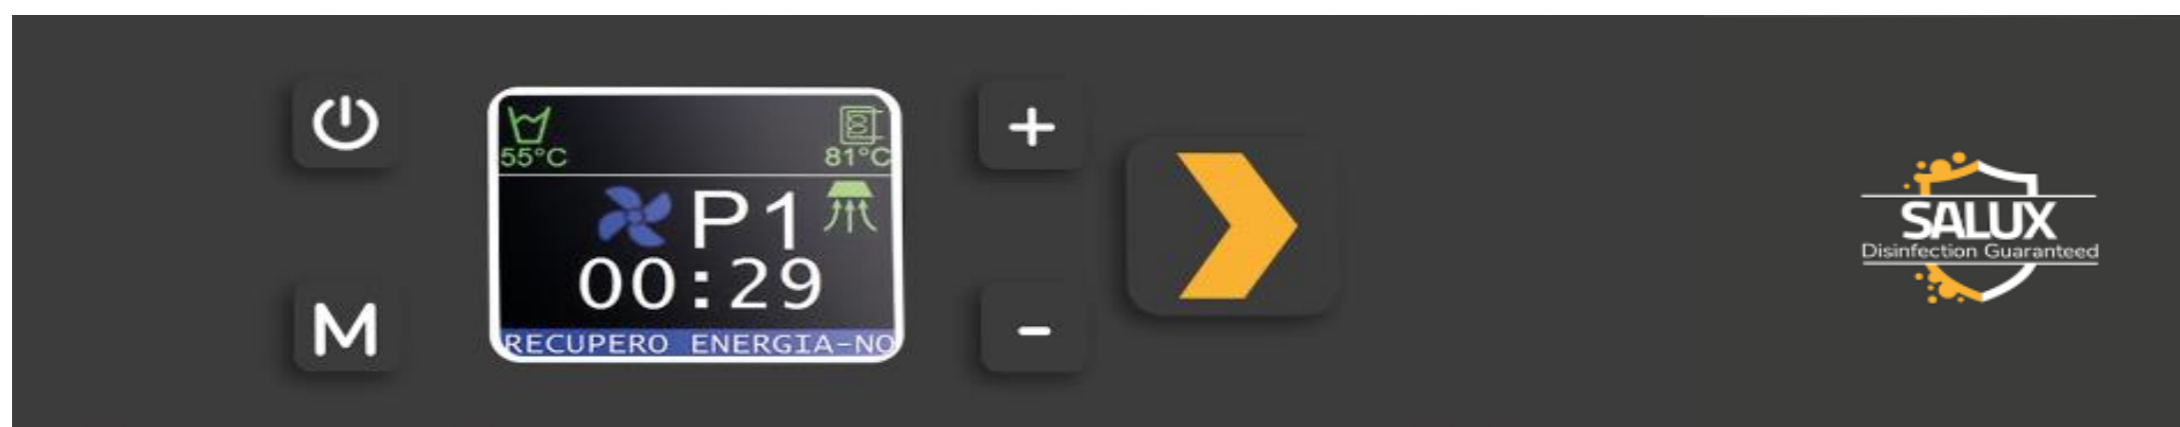 55°C
81°C
P1
00:29
RECUPERO ENERGIA-NO
M
+
-
SALUX
Disinfection Guaranteed